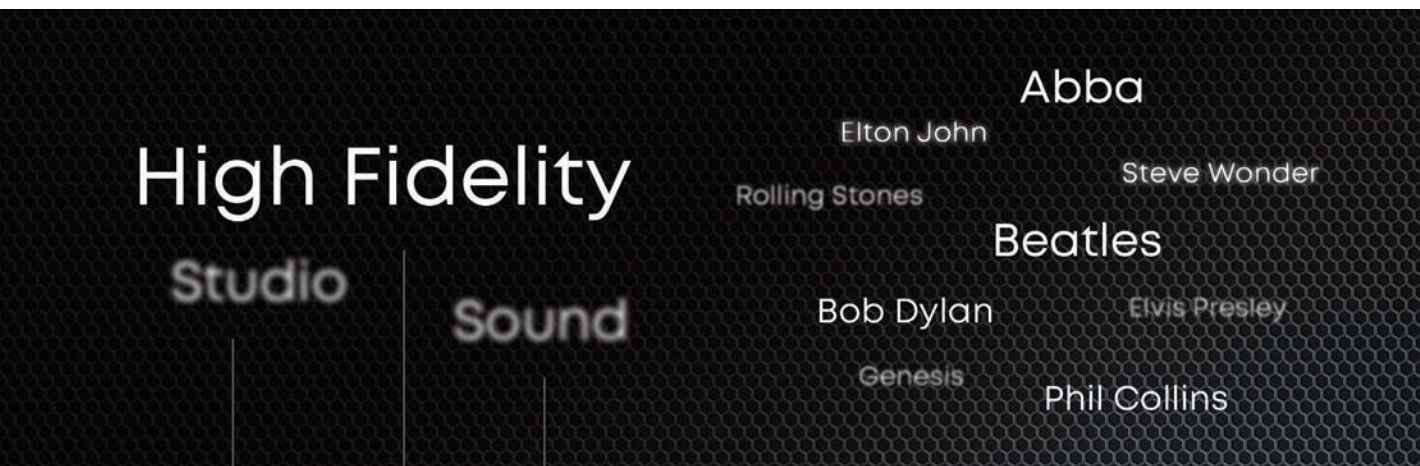 High Fidelity
Studio
Sound
Abba
Elton John
Steve Wonder
Rolling Stones
Beatles
Bob Dylan
Elvis Presley
Genesis
Phil Collins